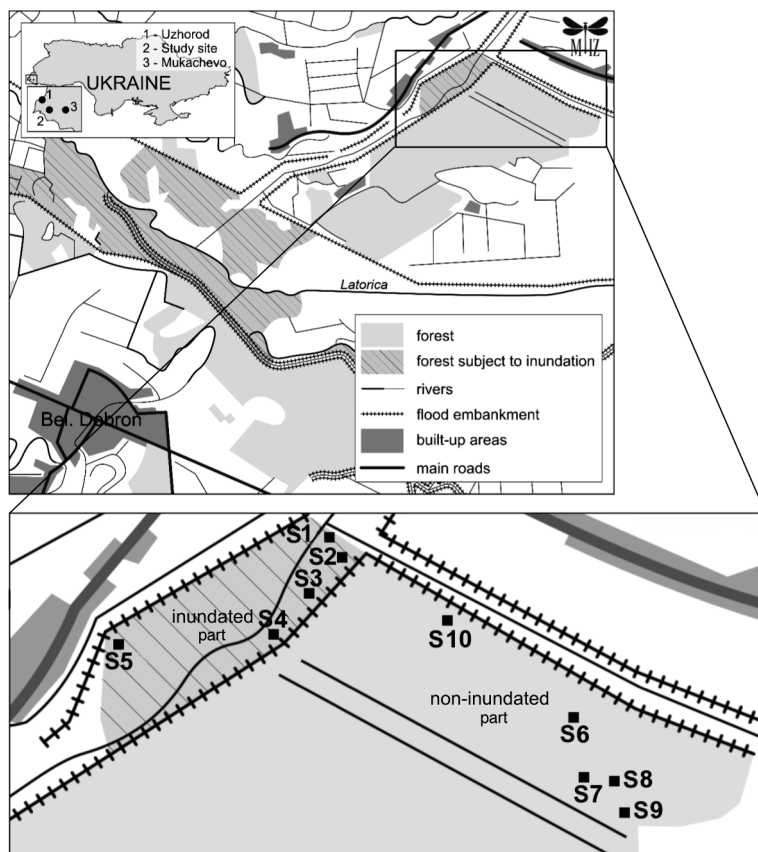 1 - Uzhorod
2 - Study site
3 - Mukachevo
UKRAINE
1
2
3
M IZ
Latorica
Bel. Dobron
forest
forest subject to inundation
rivers
flood embankment
built-up areas
main roads
S1
S2
S3
inundated
part
S4
S5
S10
non-inundated
part
S6
S7
S8
S9